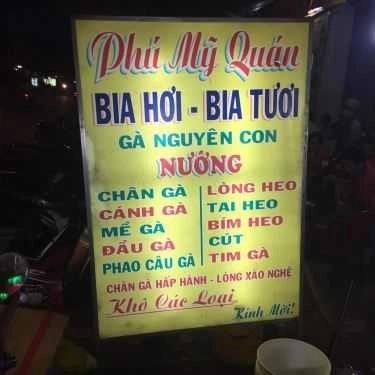 Phú Mỹ Quán
BIA HƠI - BIA TƯƠI
GÀ NGUYÊN CON
NƯỚNG
CHÂN GÀ
CÁNH GÀ
MỀ GÀ
ĐẦU GÀ
PHAO CÂU GÀ
LÒNG HEO
TAI HEO
BÍM HEO
CÚT
TIM GÀ
CHÂN GÀ HẤP HÀNH - LÒNG XÀO NGHỆ
Khô Các Loại
Kính Mời!